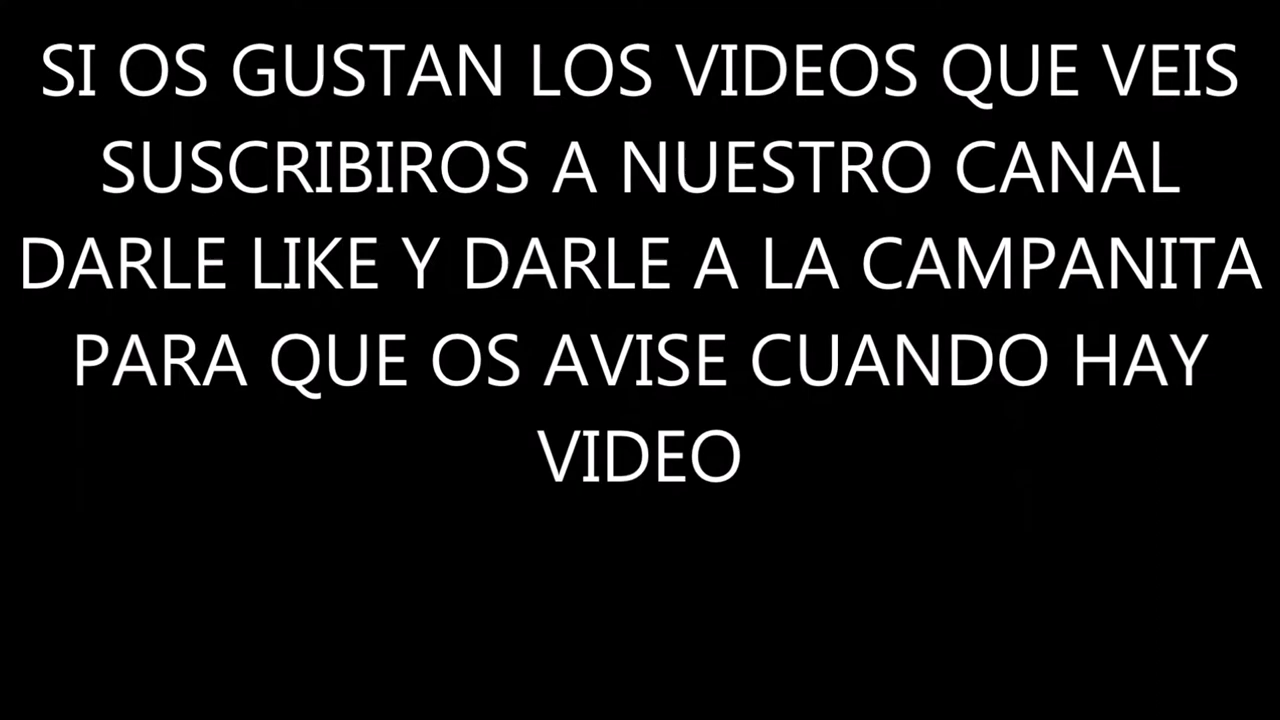 SI OS GUSTAN LOS VIDEOS QUE VEIS
SUSCRIBIROS A NUESTRO CANAL
DARLE LIKE Y DARLE A LA CAMPANITA
PARA QUE OS AVISE CUANDO HAY
VIDEO